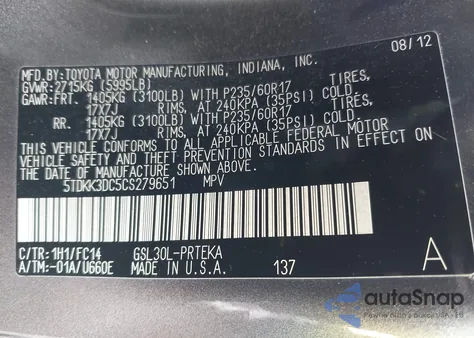 MFD.BY: TOYOTA MOTOR MANUFACTURING, INDIANA, INC. 08/12
GVWR: 2715KG (5995LB)
GAWR: FRT. 1405KG (3100LB) WITH P235/60R17 TIRES,
17X7J RIMS, AT 240KPA (35PSI) COLD.
RR. 1405KG (3100LB) WITH P235/60R17 TIRES,
17X7J RIMS, AT 240KPA (35PSI) COLD.
THIS VEHICLE CONFORMS TO ALL APPLICABLE FEDERAL MOTOR
VEHICLE SAFETY AND THEFT PREVENTION STANDARDS IN EFFECT ON
THE DATE OF MANUFACTURE SHOWN ABOVE.
5TDKK3DC5CS279651 MPV
C/TR: 1H1/FC14 GSL30L-PRTEKA
A/TM: -01A/U660E MADE IN U.S.A. 137 A
autoSnap